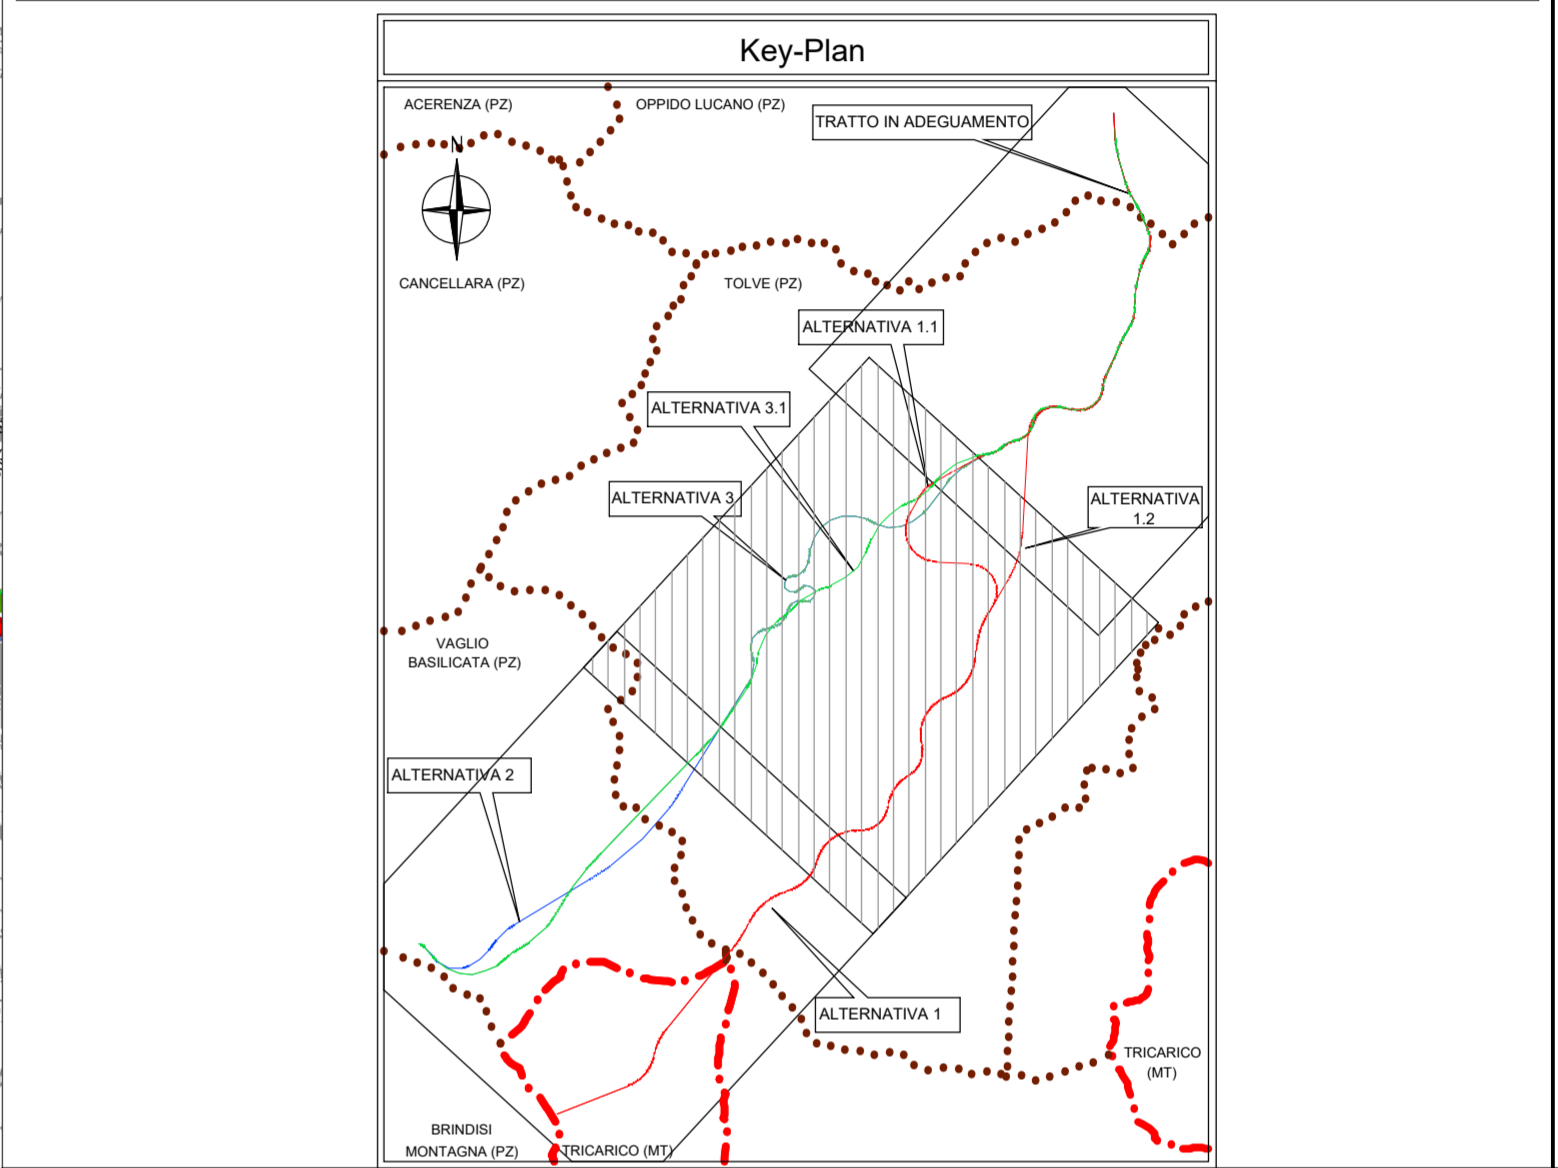 Key-Plan
ACERENZA (PZ)
OPPIDO LUCANO (PZ)
TRATTO IN ADEGUAMENTO
N
CANCELLARA (PZ)
TOLVE (PZ)
ALTERNATIVA 1.1
ALTERNATIVA 3.1
ALTERNATIVA 3
ALTERNATIVA
1.2
VAGLIO
BASILICATA (PZ)
ALTERNATIVA 2
ALTERNATIVA 1
TRICARICO
(MT)
BRINDISI
MONTAGNA (PZ)
TRICARICO (MT)